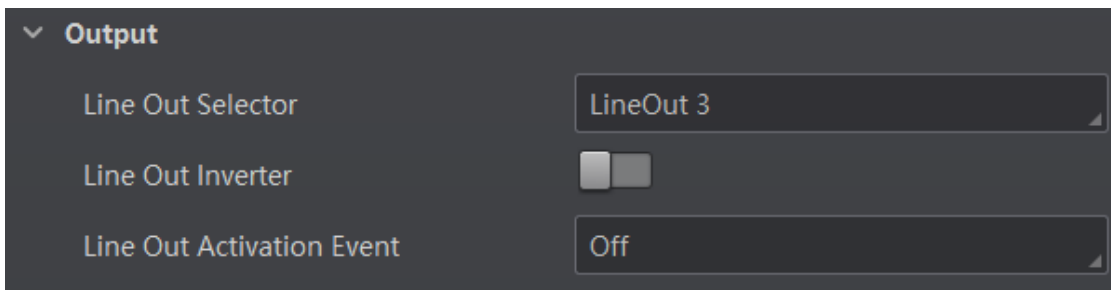 Output
Line Out Selector LineOut 3
Line Out Inverter
Line Out Activation Event Off